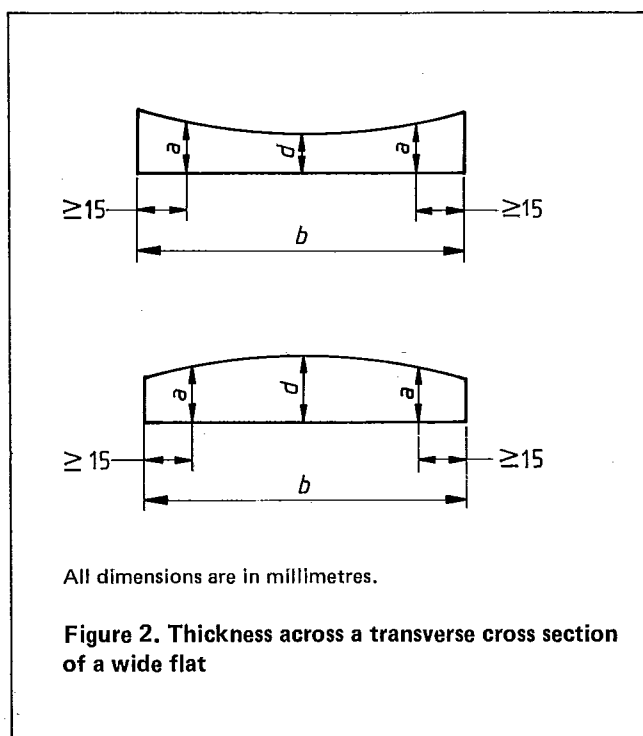 a d a
≥15 ≥15
b
a d a
≥ 15 ≥15
b
All dimensions are in millimetres.
Figure 2. Thickness across a transverse cross section
of a wide flat